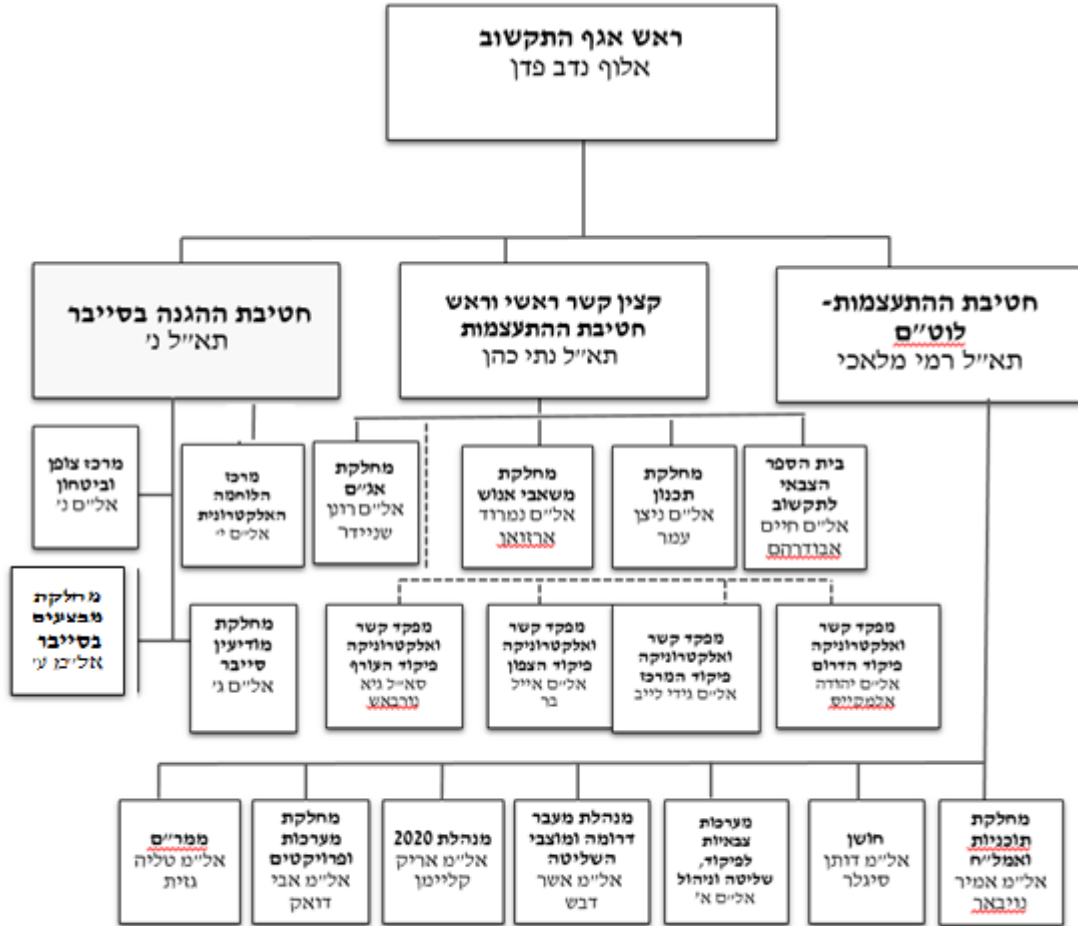 ראש אגף התקשוב
אלוף נדב פדן
חטיבת ההתעצמות-
לוט״ם
תא״ל רמי מלאכי
קצין קשר ראשי וראש
חטיבת ההתעצמות
תא״ל נתי כהן
חטיבת ההגנה בסייבר
תא״ל נ׳
בית הספר
הצבאי
לתקשוב
אל״ם חיים
אבודרהם
מחלקת
תכנון
אל״ם ניצן
עמר
מחלקת
משאבי אנוש
אל״ם נמרוד
ארזואן
מחלקת
אג״ם
אל״ם רונן
שניידר
מרכז
הלוחמה
האלקטרונית
אל״ם י׳
מרכז צופן
וביטחון
אל״ם נ׳
מפקד קשר
ואלקטרוניקה
פיקוד הדרום
אל״ם יהודה
אלמקייס
מפקד קשר
ואלקטרוניקה
פיקוד המרכז
אל״ם גידי לייב
מפקד קשר
ואלקטרוניקה
פיקוד הצפון
אל״ם אייל
בר
מפקד קשר
ואלקטרוניקה
פיקוד העורף
סא״ל גיא
נורבאש
מחלקת
מודיעין
סייבר
אל״ם ג׳
מחלקת
מבצעים
בסייבר
אל״מ ע׳
מחלקת
תוכניות
ואמל״ח
אל״מ אמיר
נויבאר
חושן
אל״מ דותן
סיגלר
מערכות
צבאיות
לפיקוד,
שליטה וניהול
אל״ם א׳
מנהלת מעבר
דרומה ומוצבי
השליטה
אל״מ אשר
דבש
מנהלת 2020
אל״מ אריק
קליימן
מחלקת
מערכות
ופרויקטים
אל״מ אבי
דואק
ממר״ם
אל״מ טליה
גזית